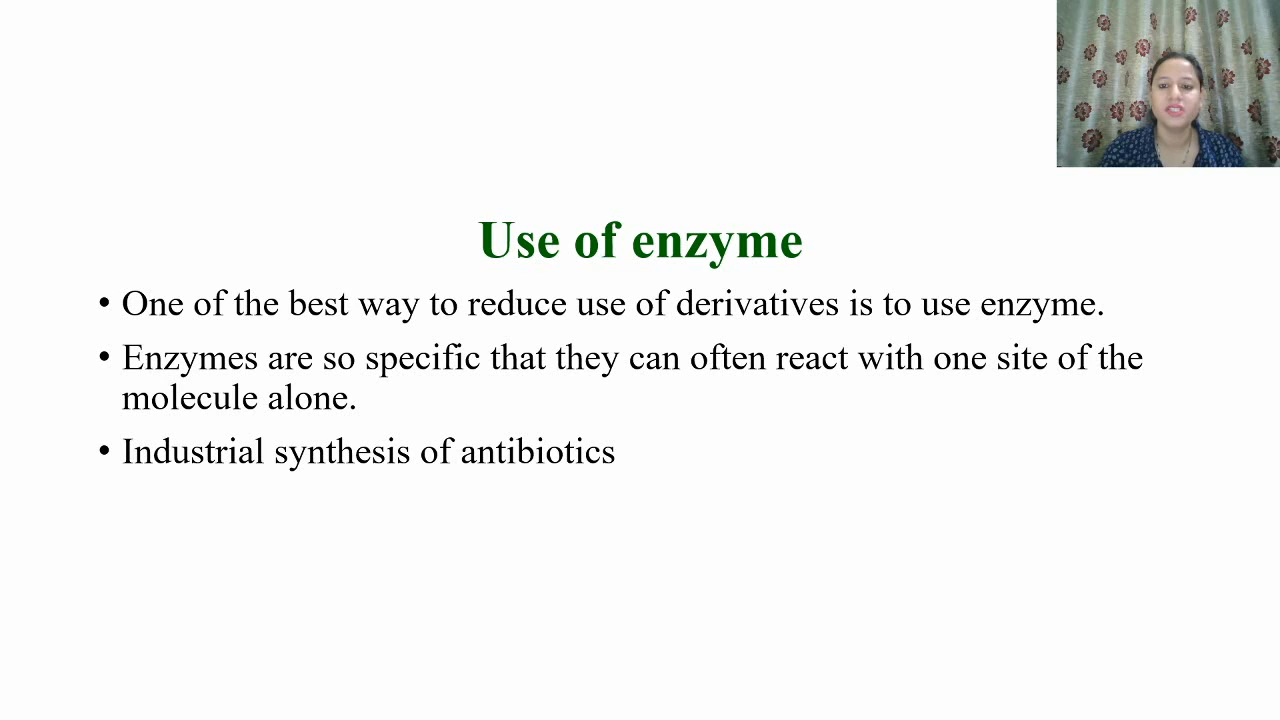 Use of enzyme
• One of the best way to reduce use of derivatives is to use enzyme.
• Enzymes are so specific that they can often react with one site of the
molecule alone.
• Industrial synthesis of antibiotics